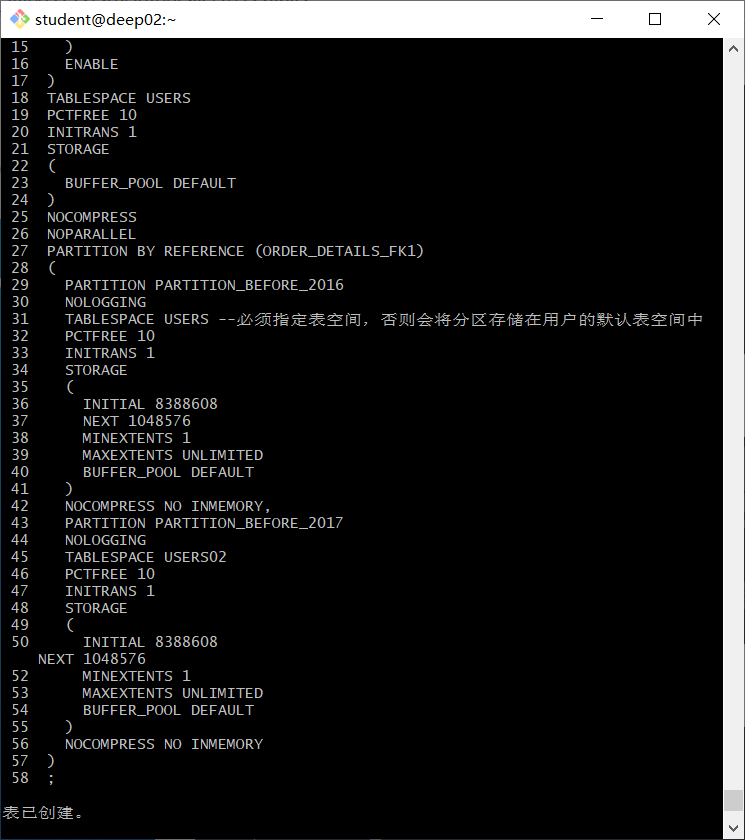 student@deep02:~
15    )
16    ENABLE
17  )
18  TABLESPACE USERS
19  PCTFREE 10
20  INITRANS 1
21  STORAGE
22  (
23    BUFFER_POOL DEFAULT
24  )
25  NOCOMPRESS
26  NOPARALLEL
27  PARTITION BY REFERENCE (ORDER_DETAILS_FK1)
28  (
29    PARTITION PARTITION_BEFORE_2016
30    NOLOGGING
31    TABLESPACE USERS --必须指定表空间，否则会将分区存储在用户的默认表空间中
32    PCTFREE 10
33    INITRANS 1
34    STORAGE
35    (
36      INITIAL 8388608
37      NEXT 1048576
38      MINEXTENTS 1
39      MAXEXTENTS UNLIMITED
40      BUFFER_POOL DEFAULT
41    )
42    NOCOMPRESS NO INMEMORY,
43    PARTITION PARTITION_BEFORE_2017
44    NOLOGGING
45    TABLESPACE USERS02
46    PCTFREE 10
47    INITRANS 1
48    STORAGE
49    (
50      INITIAL 8388608
NEXT 1048576
52      MINEXTENTS 1
53      MAXEXTENTS UNLIMITED
54      BUFFER_POOL DEFAULT
55    )
56    NOCOMPRESS NO INMEMORY
57  )
58  ;
表已创建。